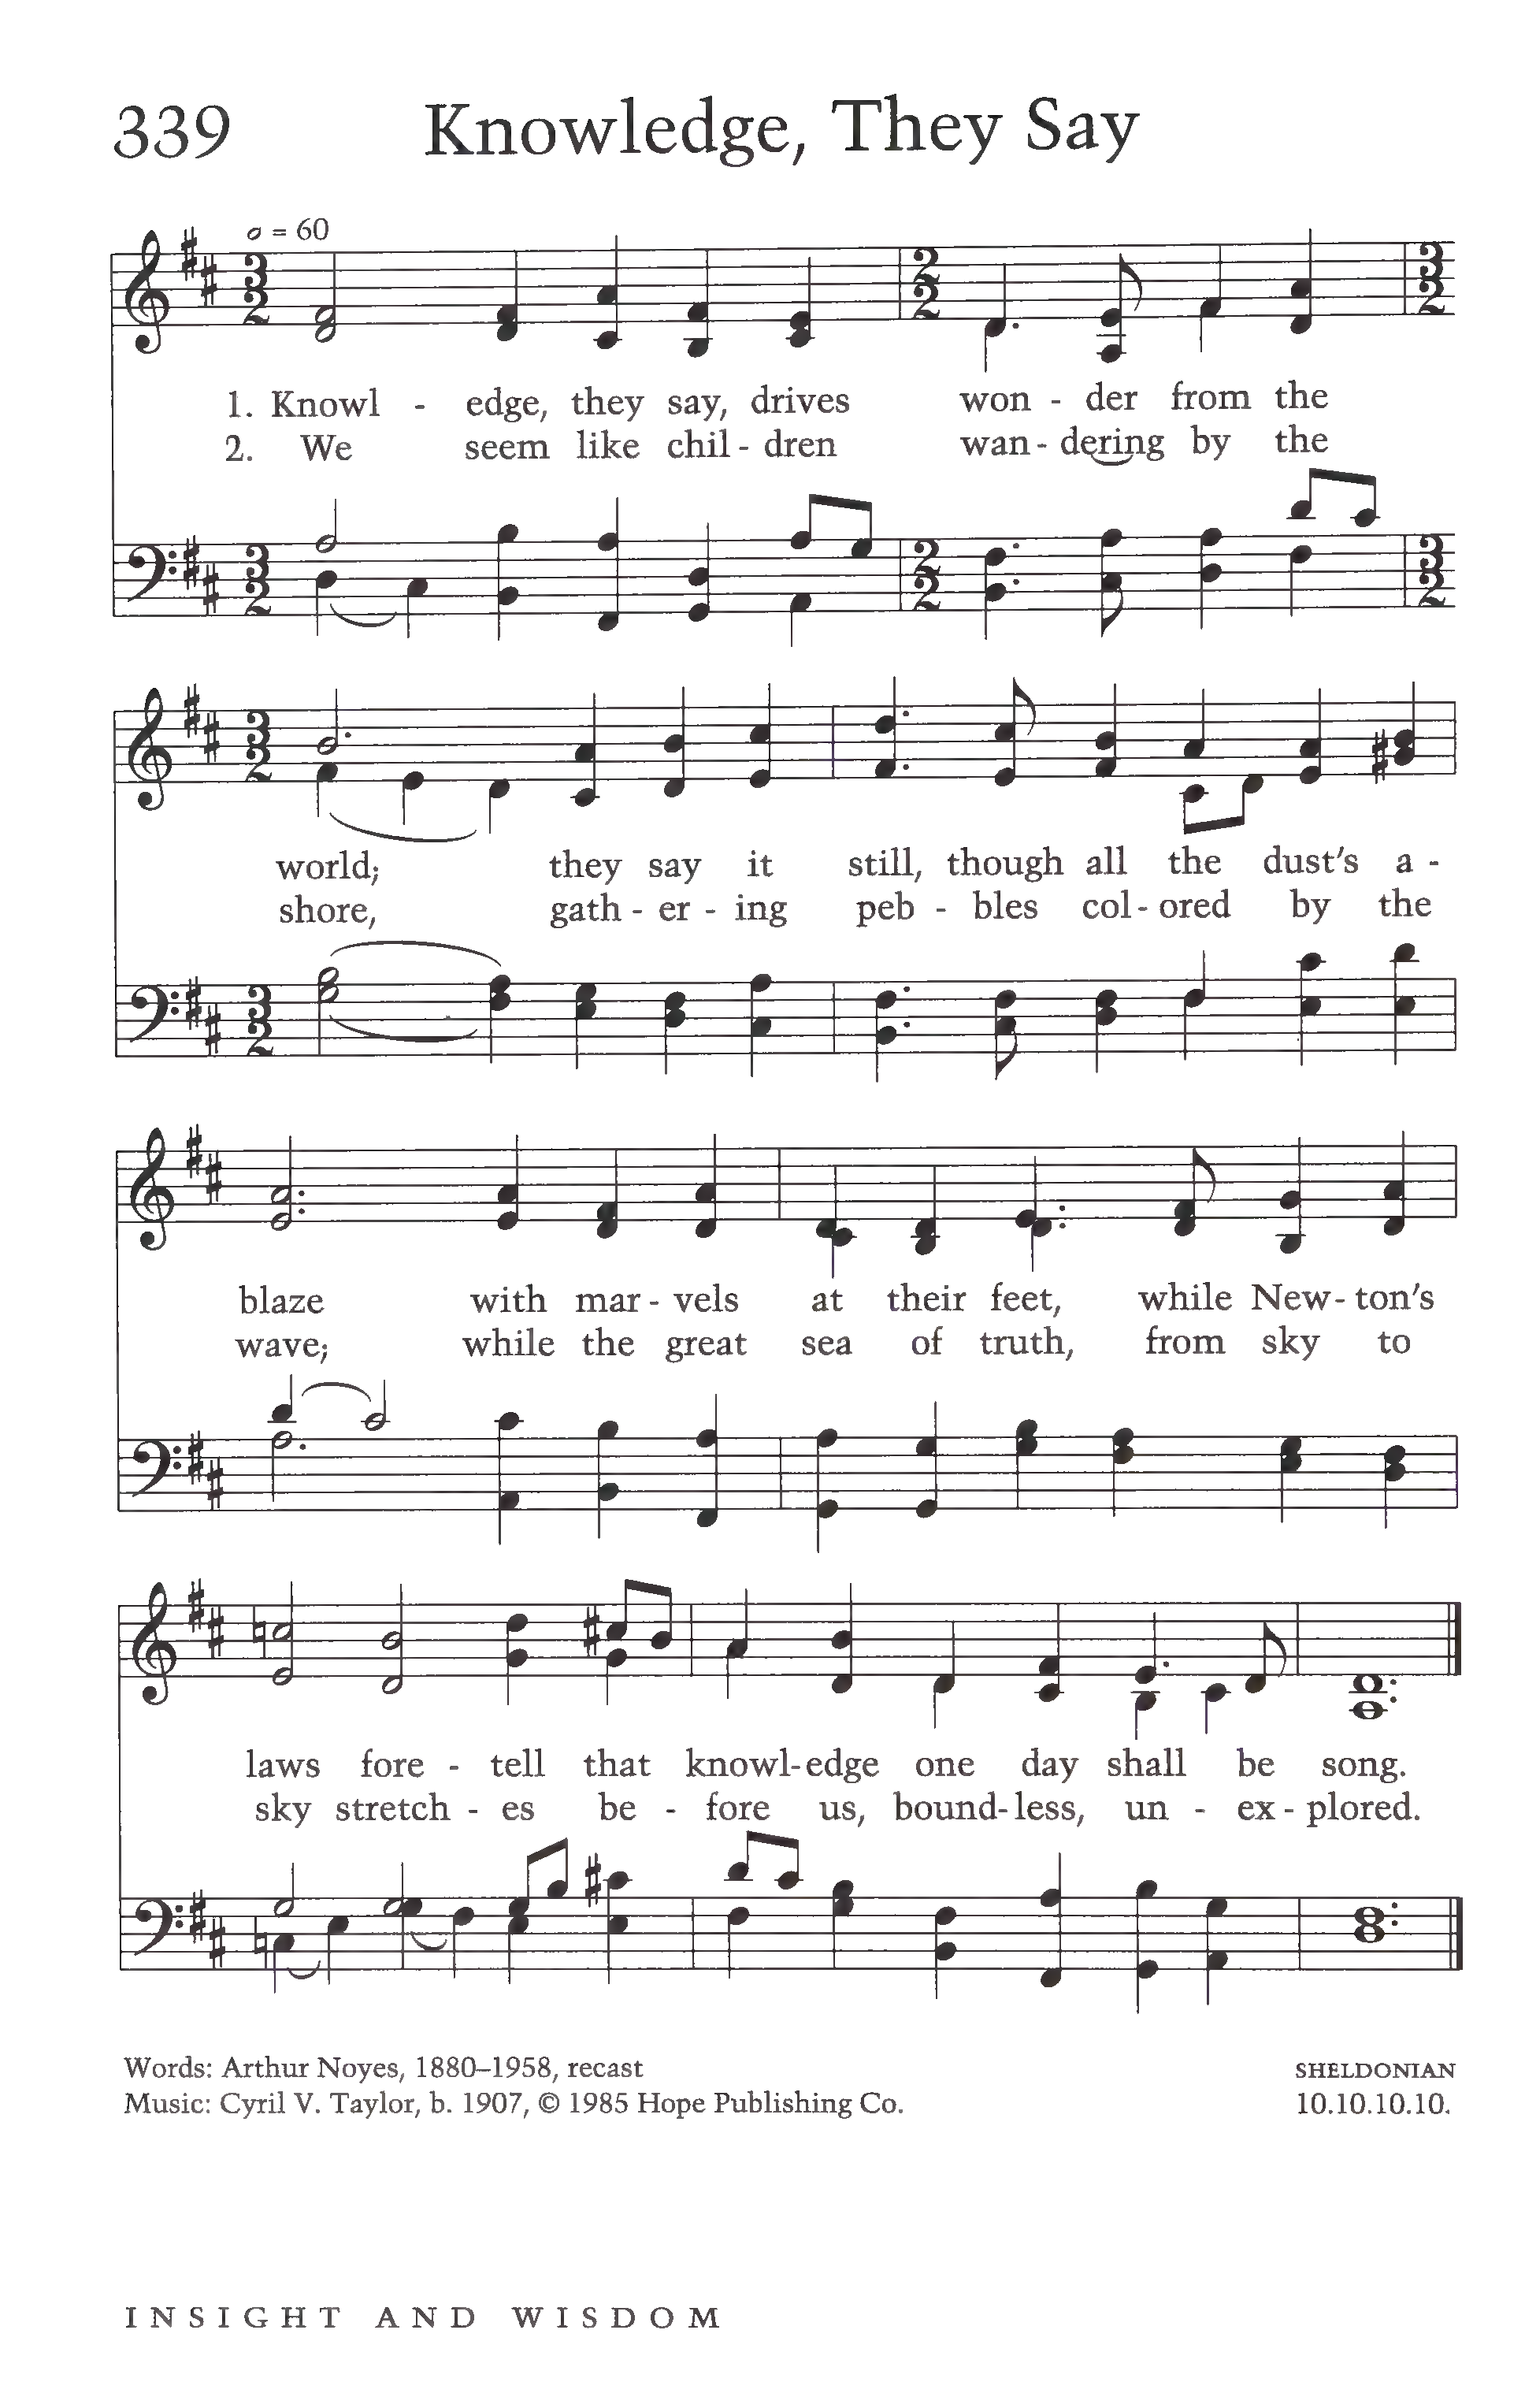 339 Knowledge, They Say
= 60
1. Knowl - edge, they say, drives won - der from the
2. We seem like chil - dren wan - dering by the
world; they say it still, though all the dust's a -
shore, gath - er - ing peb - bles col - ored by the
blaze with mar - vels at their feet, while New - ton's
wave; while the great sea of truth, from sky to
laws fore - tell that knowl - edge one day shall be song.
sky stretch - es be - fore us, bound - less, un - ex - plored.
Words: Arthur Noyes, 1880–1958, recast SHELDONIAN
Music: Cyril V. Taylor, b. 1907, © 1985 Hope Publishing Co. 10.10.10.10.
INSIGHT AND WISDOM